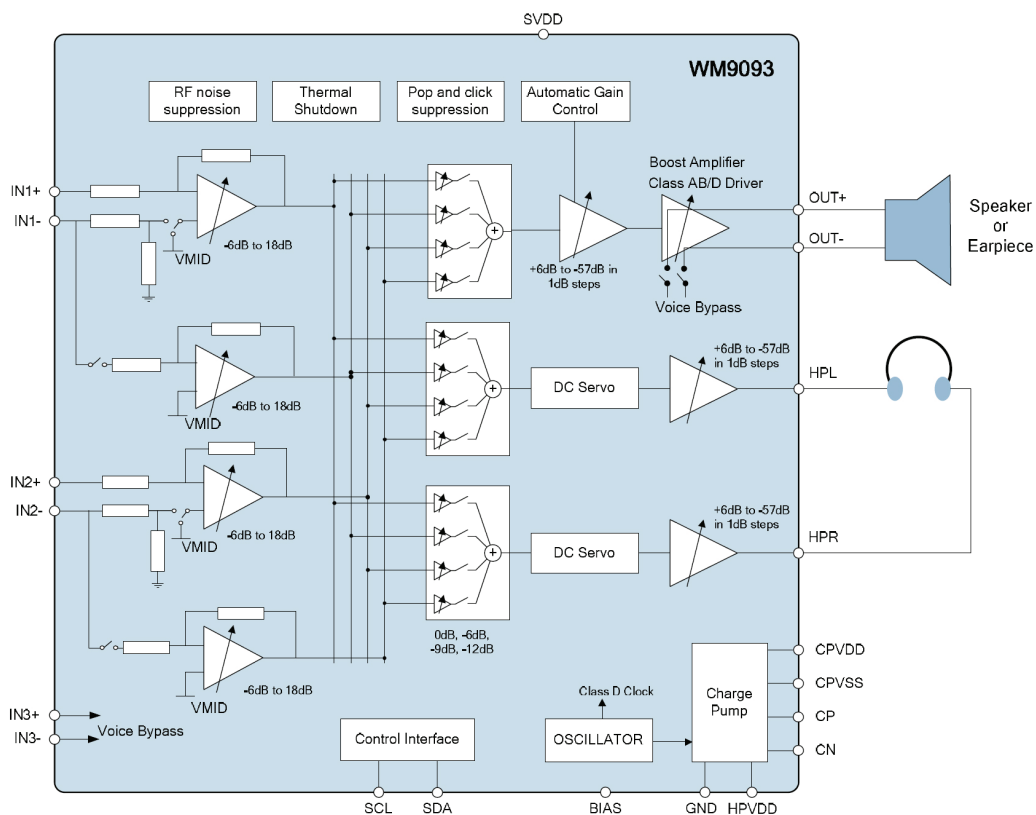 SVDD
WM9093
RF noise
suppression
Thermal
Shutdown
Pop and click
suppression
Automatic Gain
Control
Boost Amplifier
Class AB/D Driver
IN1+
IN1-
VMID
-6dB to 18dB
+
+6dB to -57dB in
1dB steps
Voice Bypass
OUT+
OUT-
Speaker
or
Earpiece
VMID
-6dB to 18dB
+
DC Servo
+6dB to -57dB
in 1dB steps
HPL
IN2+
IN2-
VMID
-6dB to 18dB
+
DC Servo
+6dB to -57dB
in 1dB steps
HPR
0dB, -6dB,
-9dB, -12dB
VMID
-6dB to 18dB
IN3+
IN3-
Voice Bypass
Control Interface
Class D Clock
OSCILLATOR
Charge
Pump
CPVDD
CPVSS
CP
CN
SCL
SDA
BIAS
GND
HPVDD